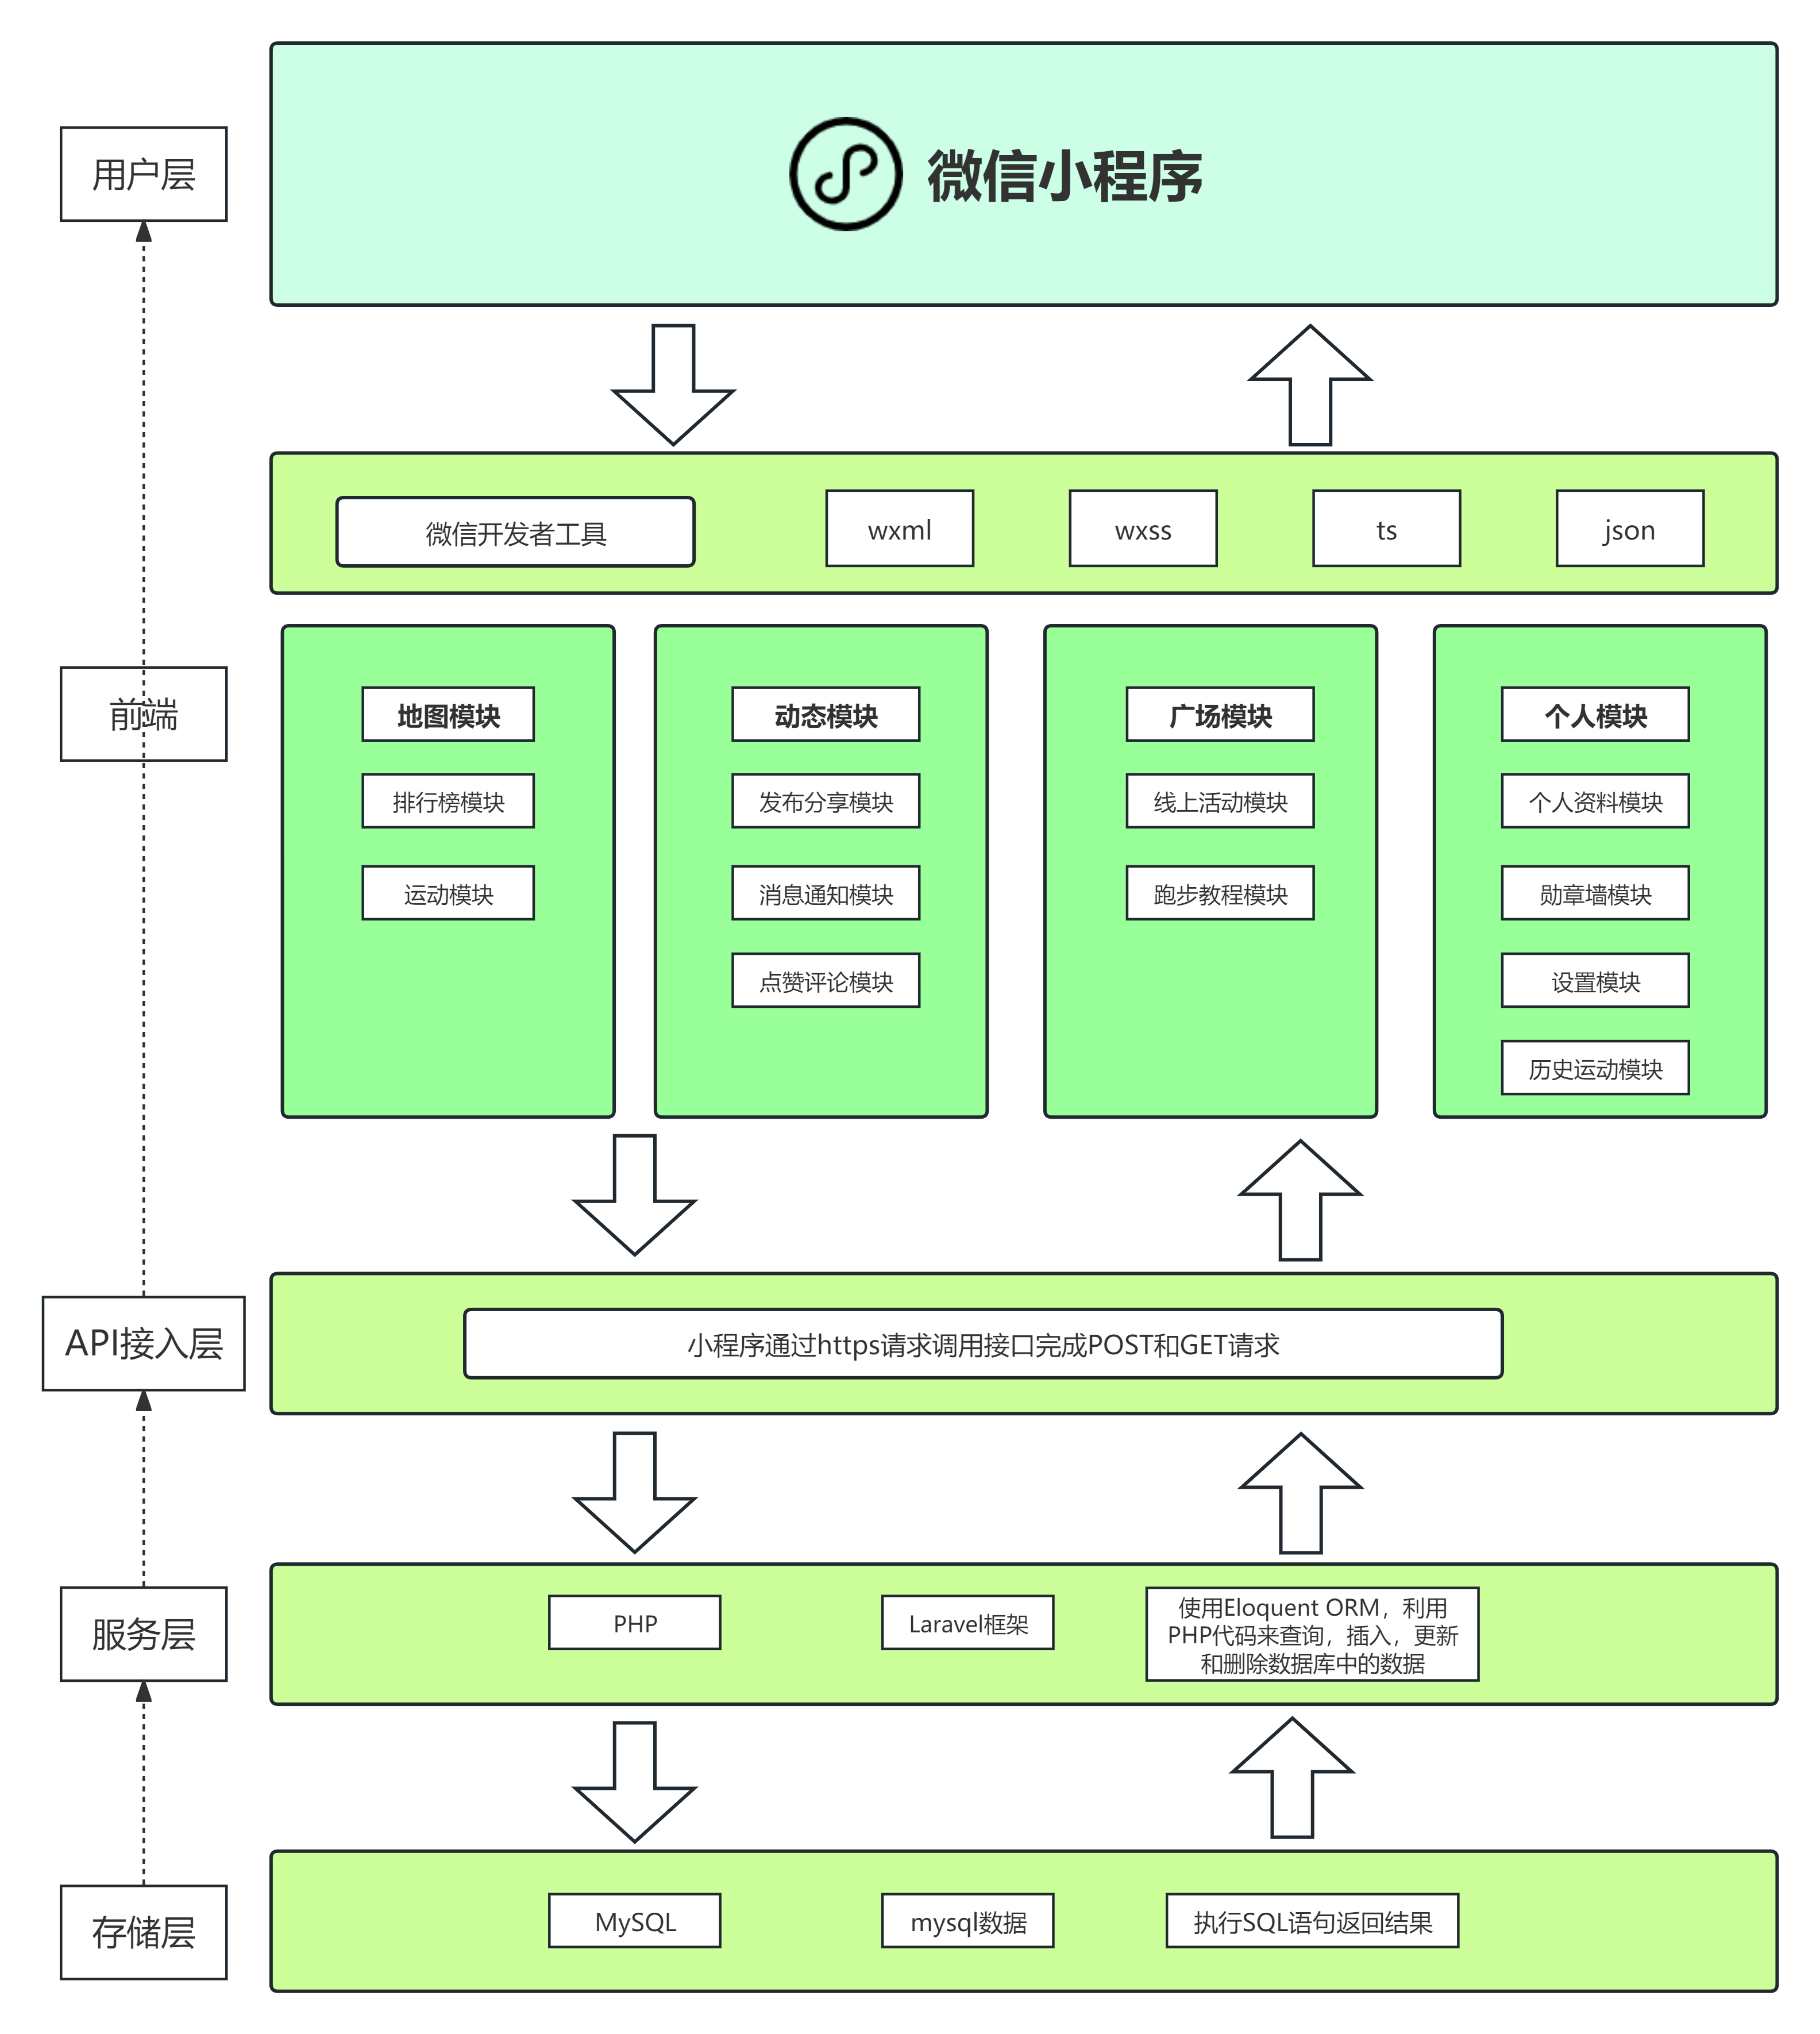 用户层
微信小程序
微信开发者工具
wxml
wxss
ts
json
前端
地图模块
排行榜模块
运动模块
动态模块
发布分享模块
消息通知模块
点赞评论模块
广场模块
线上活动模块
跑步教程模块
个人模块
个人资料模块
勋章墙模块
设置模块
历史运动模块
API接入层
小程序通过https请求调用接口完成POST和GET请求
服务层
PHP
Laravel框架
使用Eloquent ORM，利用
PHP代码来查询，插入，更新
和删除数据库中的数据
存储层
MySQL
mysql数据
执行SQL语句返回结果